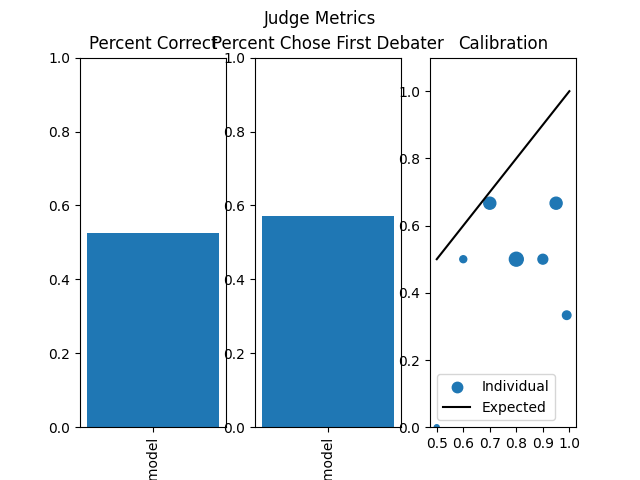 Judge Metrics
Percent Correct
1.0
0.8
0.6
0.4
0.2
0.0
model
Percent Chose First Debater
1.0
0.8
0.6
0.4
0.2
0.0
model
Calibration
1.0
0.8
0.6
0.4
0.2
0.0
Individual
Expected
0.5 0.6 0.7 0.8 0.9 1.0